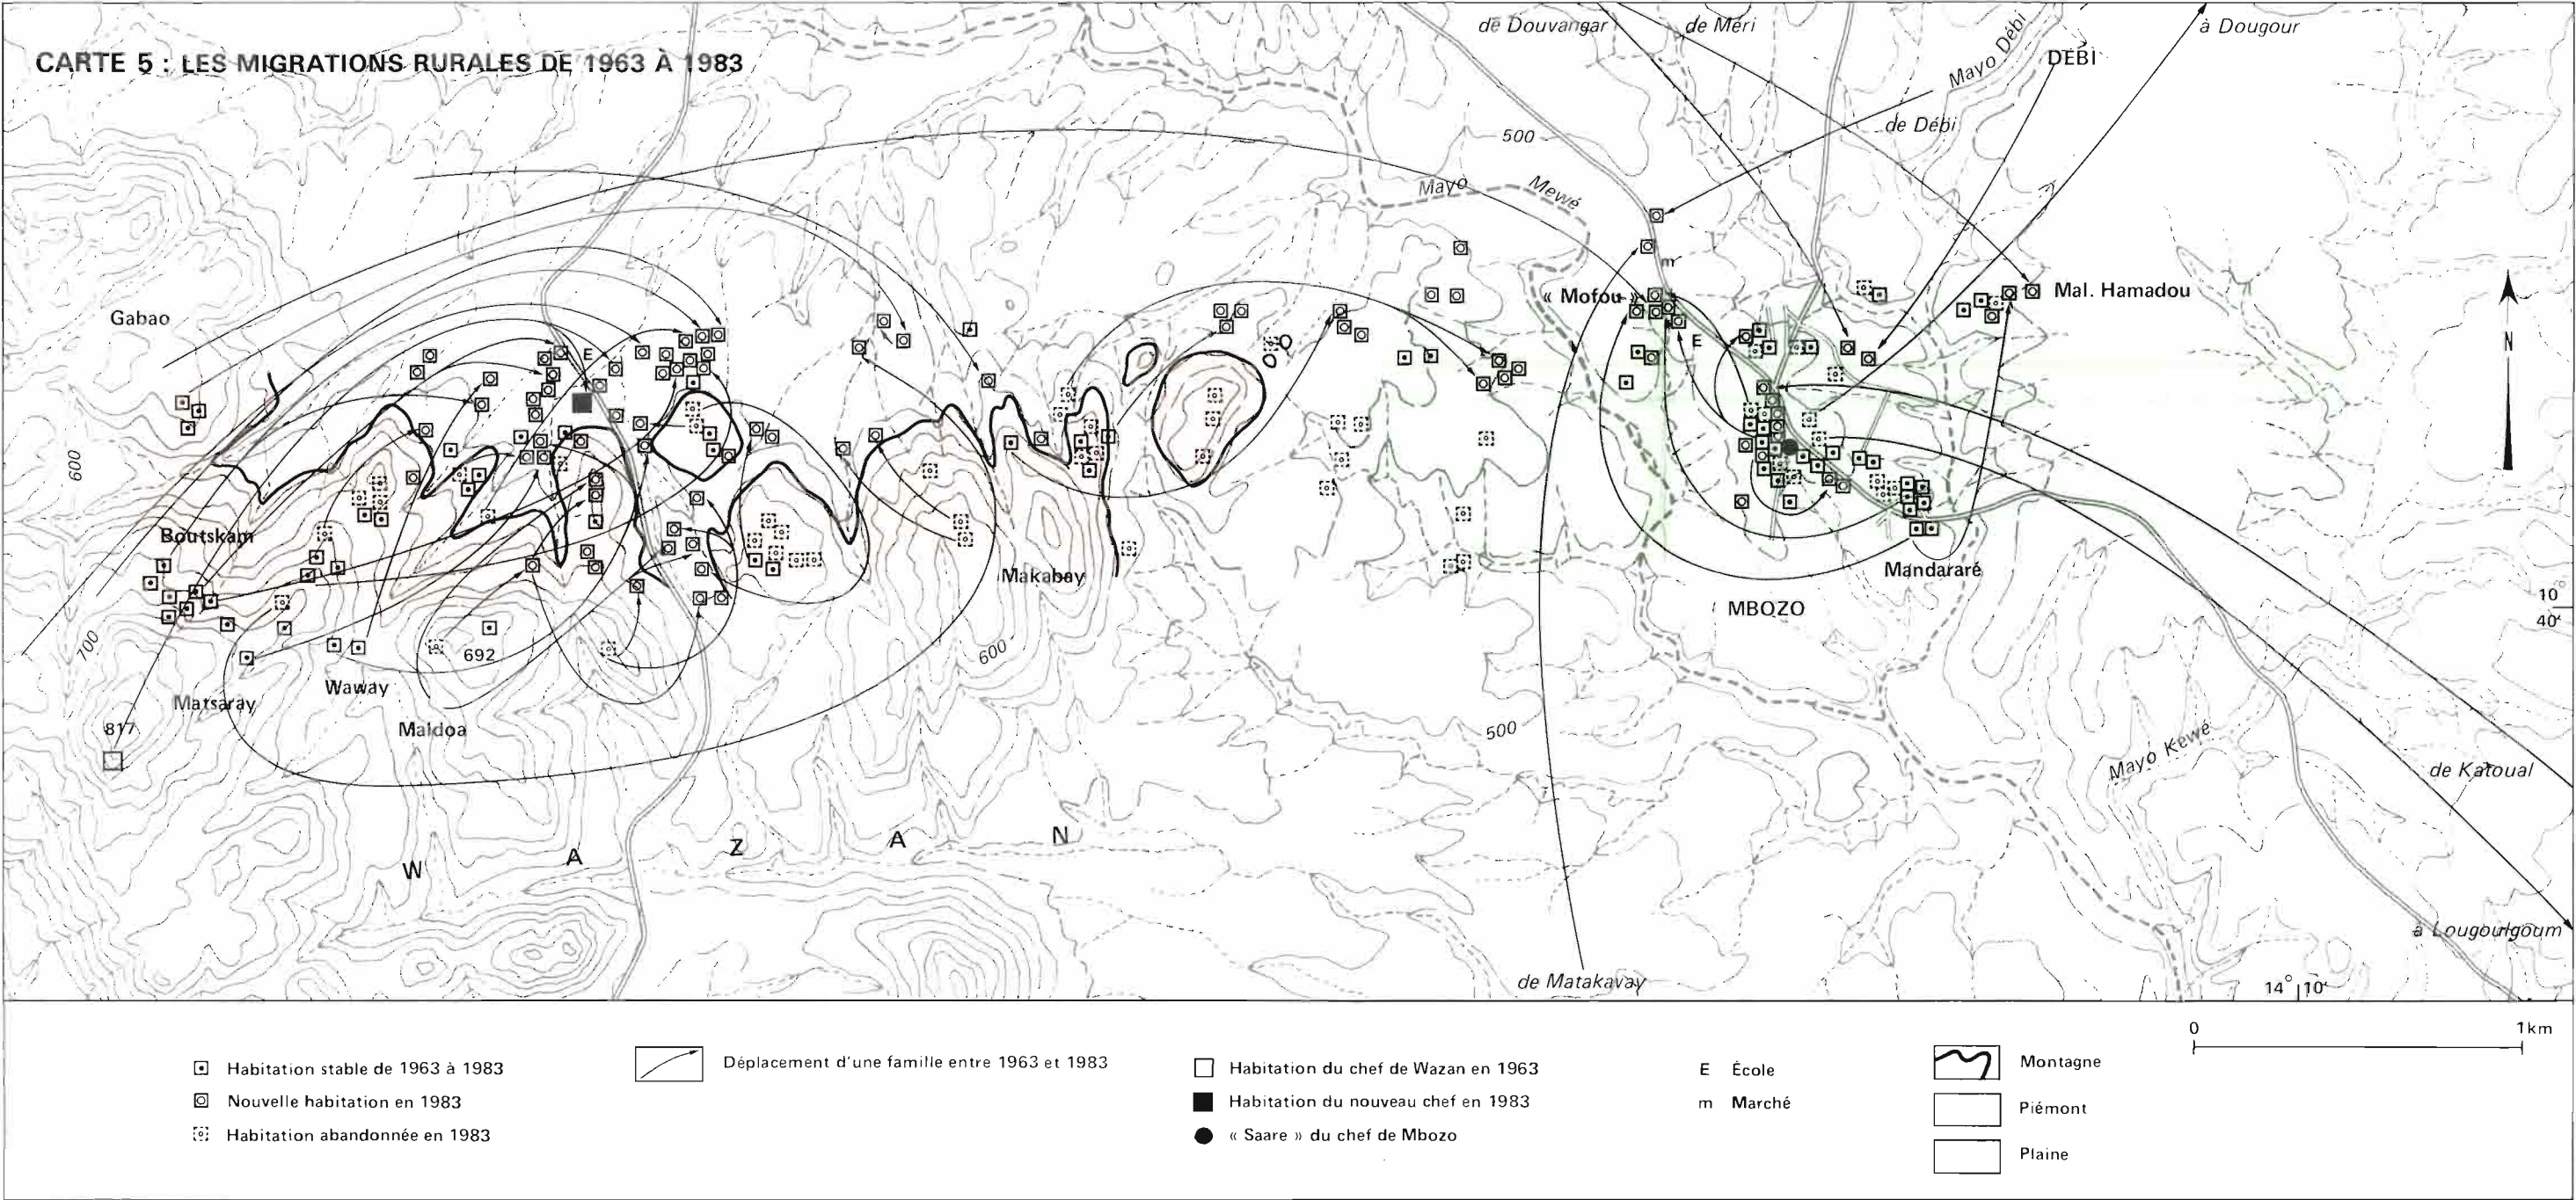 CARTE 5 : LES MIGRATIONS RURALES DE 1963 À 1983
de Douvangar
de Méri
Mayo Débi
DEBI
à Dougour
de Débi
500
Mayo Mewé
m
« Mofou »
E
Mal. Hamadou
Gabao
E
N
600
Boutskam
Makabay
Mandararé
MBOZO
10°
40'
700
692
600
Matsaray
Waway
817
Maldoa
500
Mayo Kewé
de Katoual
W A Z A N
à Lougoulgoum
de Matakavay
14° 10'
0 1km
Habitation stable de 1963 à 1983
Nouvelle habitation en 1983
Habitation abandonnée en 1983
Déplacement d'une famille entre 1963 et 1983
Habitation du chef de Wazan en 1963
Habitation du nouveau chef en 1983
« Saare » du chef de Mbozo
E École
m Marché
Montagne
Piémont
Plaine